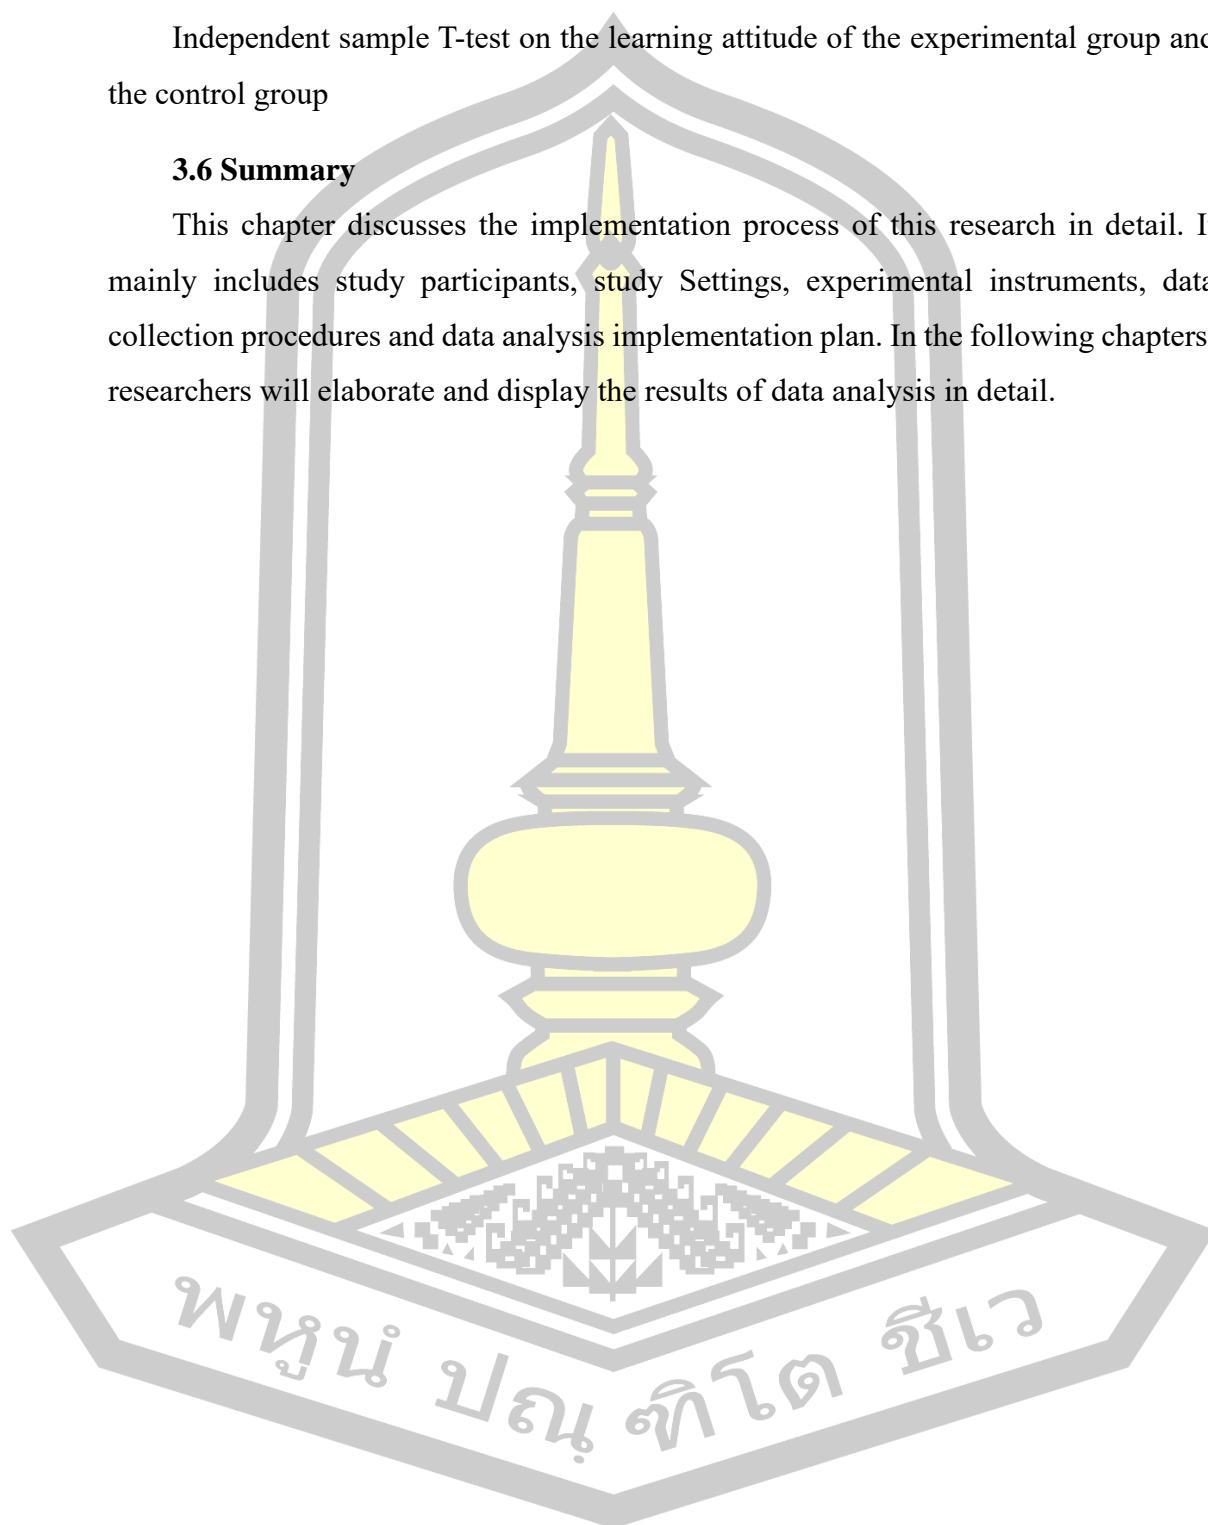 Independent sample T-test on the learning attitude of the experimental group and
the control group
3.6 Summary
This chapter discusses the implementation process of this research in detail. It
mainly includes study participants, study Settings, experimental instruments, data
collection procedures and data analysis implementation plan. In the following chapters
researchers will elaborate and display the results of data analysis in detail.
พหูนํ ปณฺฑิโต ชีเว